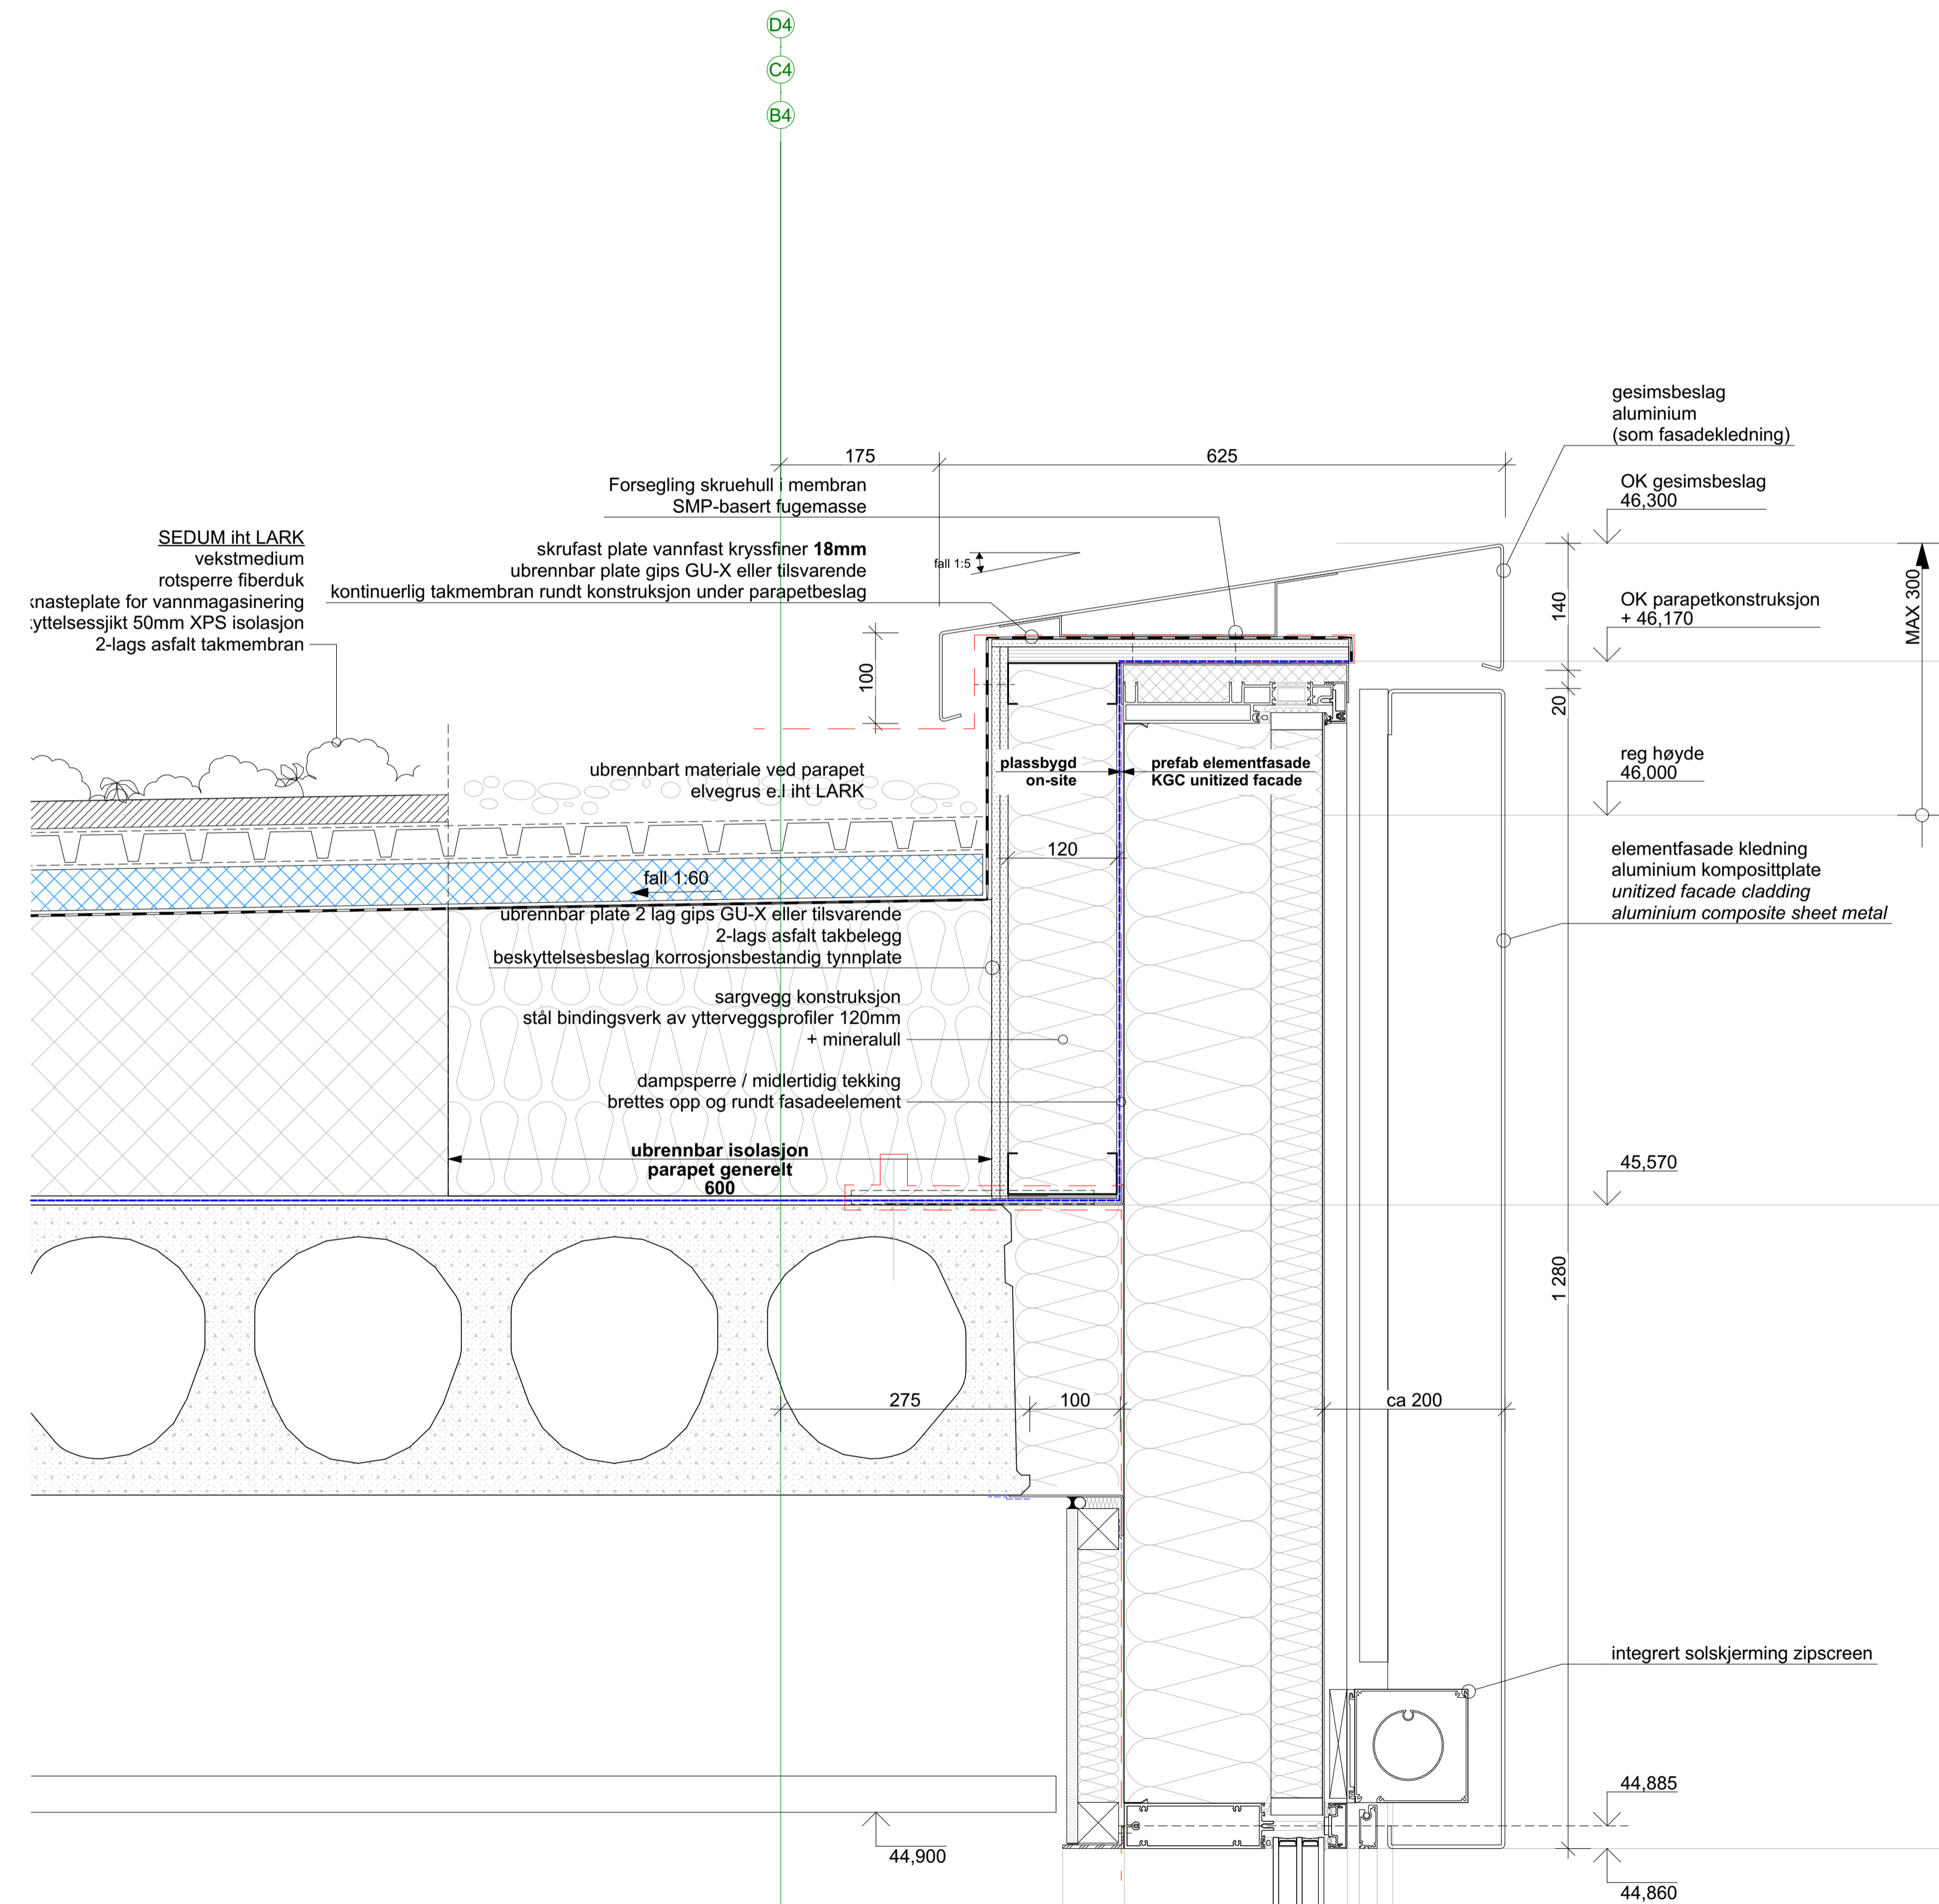 D4
C4
B4
175
625
gesimsbeslag
aluminium
(som fasadekledning)
Forsegling skruehull i membran
SMP-basert fugemasse
OK gesimsbeslag
46,300
SEDUM iht LARK
vekstmedium
rotsperre fiberduk
knasteplate for vannmagasinering
yttelsessjikt 50mm XPS isolasjon
2-lags asfalt takmembran
skrufast plate vannfast kryssfiner 18mm
ubrennbar plate gips GU-X eller tilsvarende
kontinuerlig takmembran rundt konstruksjon under parapetbeslag
fall 1:5
140
MAX 300
OK parapetkonstruksjon
+ 46,170
100
20
reg høyde
46,000
ubrennbart materiale ved parapet
elvegrus e.l iht LARK
plassbygd
on-site
prefab elementfasade
KGC unitized facade
120
fall 1:60
elementfasade kledning
aluminium komposittplate
unitized facade cladding
aluminium composite sheet metal
ubrennbar plate 2 lag gips GU-X eller tilsvarende
2-lags asfalt takbelegg
beskyttelsesbeslag korrosjonsbestandig tynnplate
sargvegg konstruksjon
stål bindingsverk av ytterveggsprofiler 120mm
+ mineralull
dampsperre / midlertidig tekking
brettes opp og rundt fasadeelement
ubrennbar isolasjon
parapet generelt
600
45,570
1 280
275
100
ca 200
integrert solskjerming zipscreen
44,885
44,900
44,860